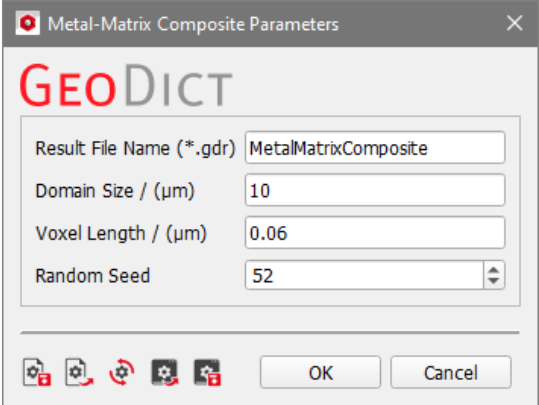 Metal-Matrix Composite Parameters
GEODICT
Result File Name (*.gdr) MetalMatrixComposite
Domain Size / (µm) 10
Voxel Length / (µm) 0.06
Random Seed 52
OK Cancel